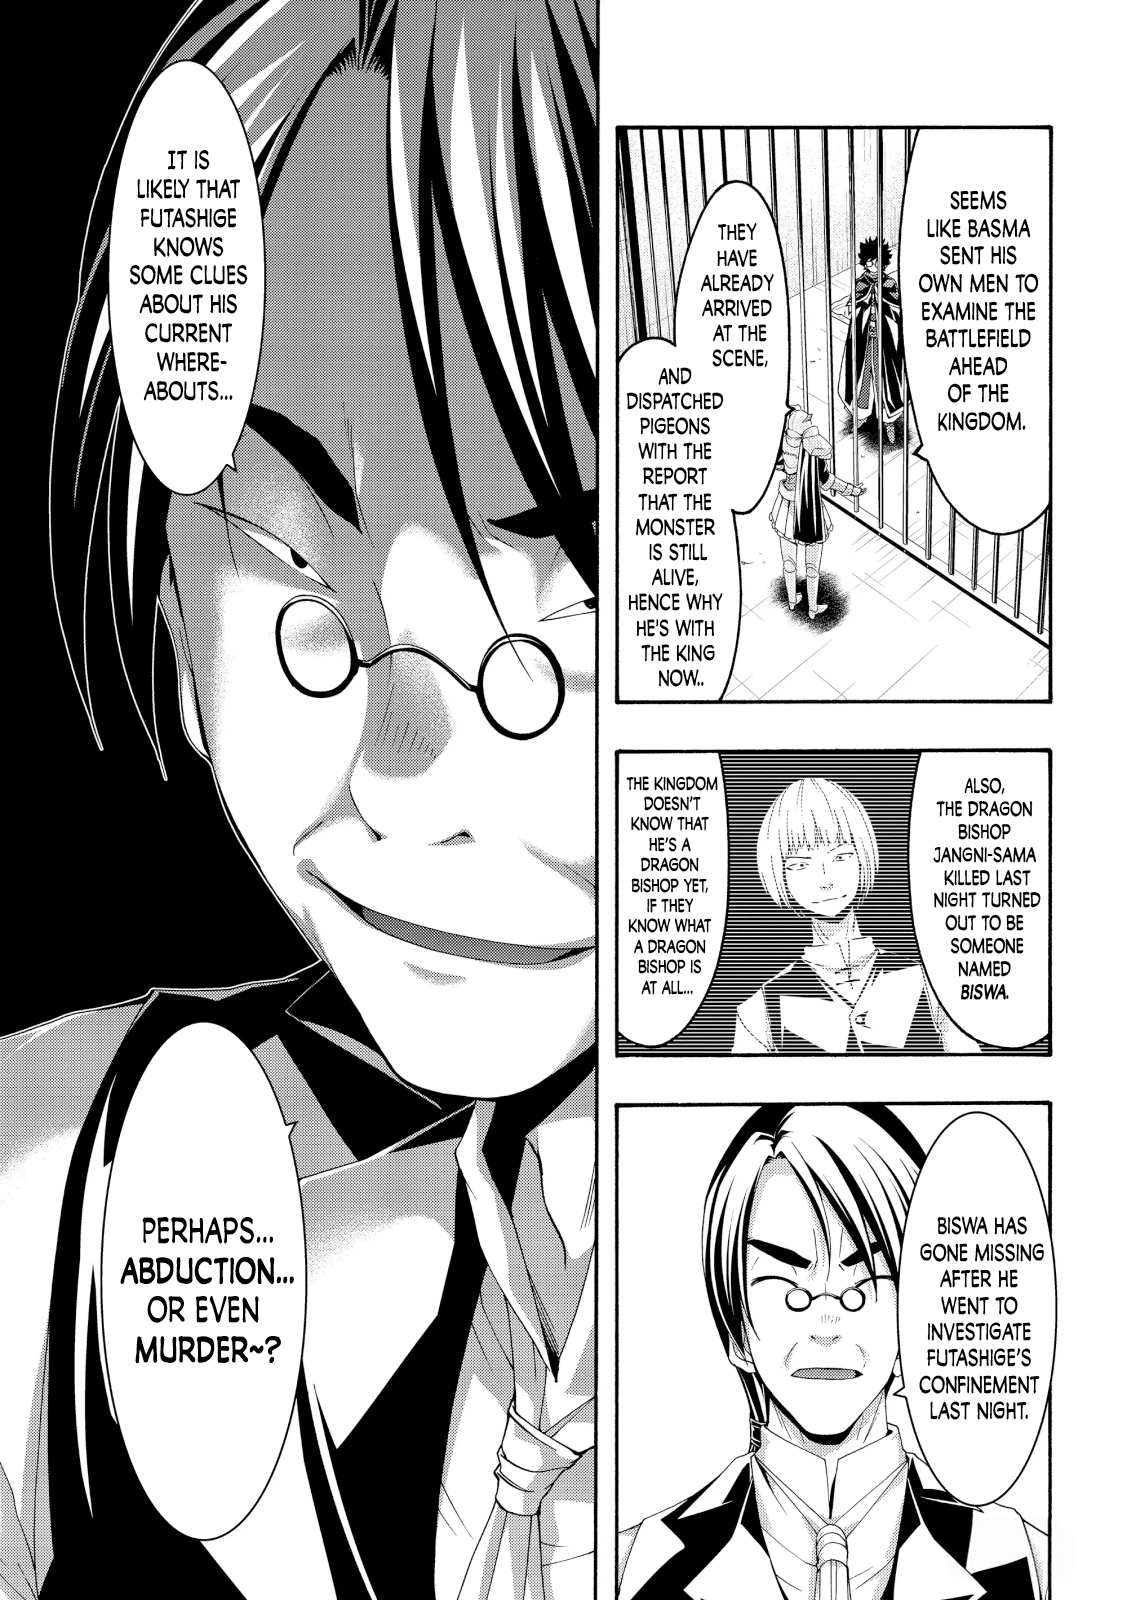 SEEMS
LIKE BASMA
SENT HIS
OWN MEN TO
EXAMINE THE
BATTLEFIELD
AHEAD
OF THE
KINGDOM.
THEY
HAVE
ALREADY
ARRIVED
AT THE
SCENE,
AND
DISPATCHED
PIGEONS
WITH THE
REPORT
THAT THE
MONSTER
IS STILL
ALIVE,
HENCE WHY
HE'S WITH
THE KING
NOW..
ALSO,
THE DRAGON
BISHOP
JANGNI-SAMA
KILLED LAST
NIGHT TURNED
OUT TO BE
SOMEONE
NAMED
BISWA.
THE KINGDOM
DOESN'T
KNOW THAT
HE'S A
DRAGON
BISHOP YET,
IF THEY
KNOW WHAT
A DRAGON
BISHOP IS
AT ALL...
BISWA HAS
GONE MISSING
AFTER HE
WENT TO
INVESTIGATE
FUTASHIGE'S
CONFINEMENT
LAST NIGHT.
IT IS
LIKELY THAT
FUTASHIGE
KNOWS
SOME CLUES
ABOUT HIS
CURRENT
WHERE-
ABOUTS...
PERHAPS...
ABDUCTION...
OR EVEN
MURDER~?